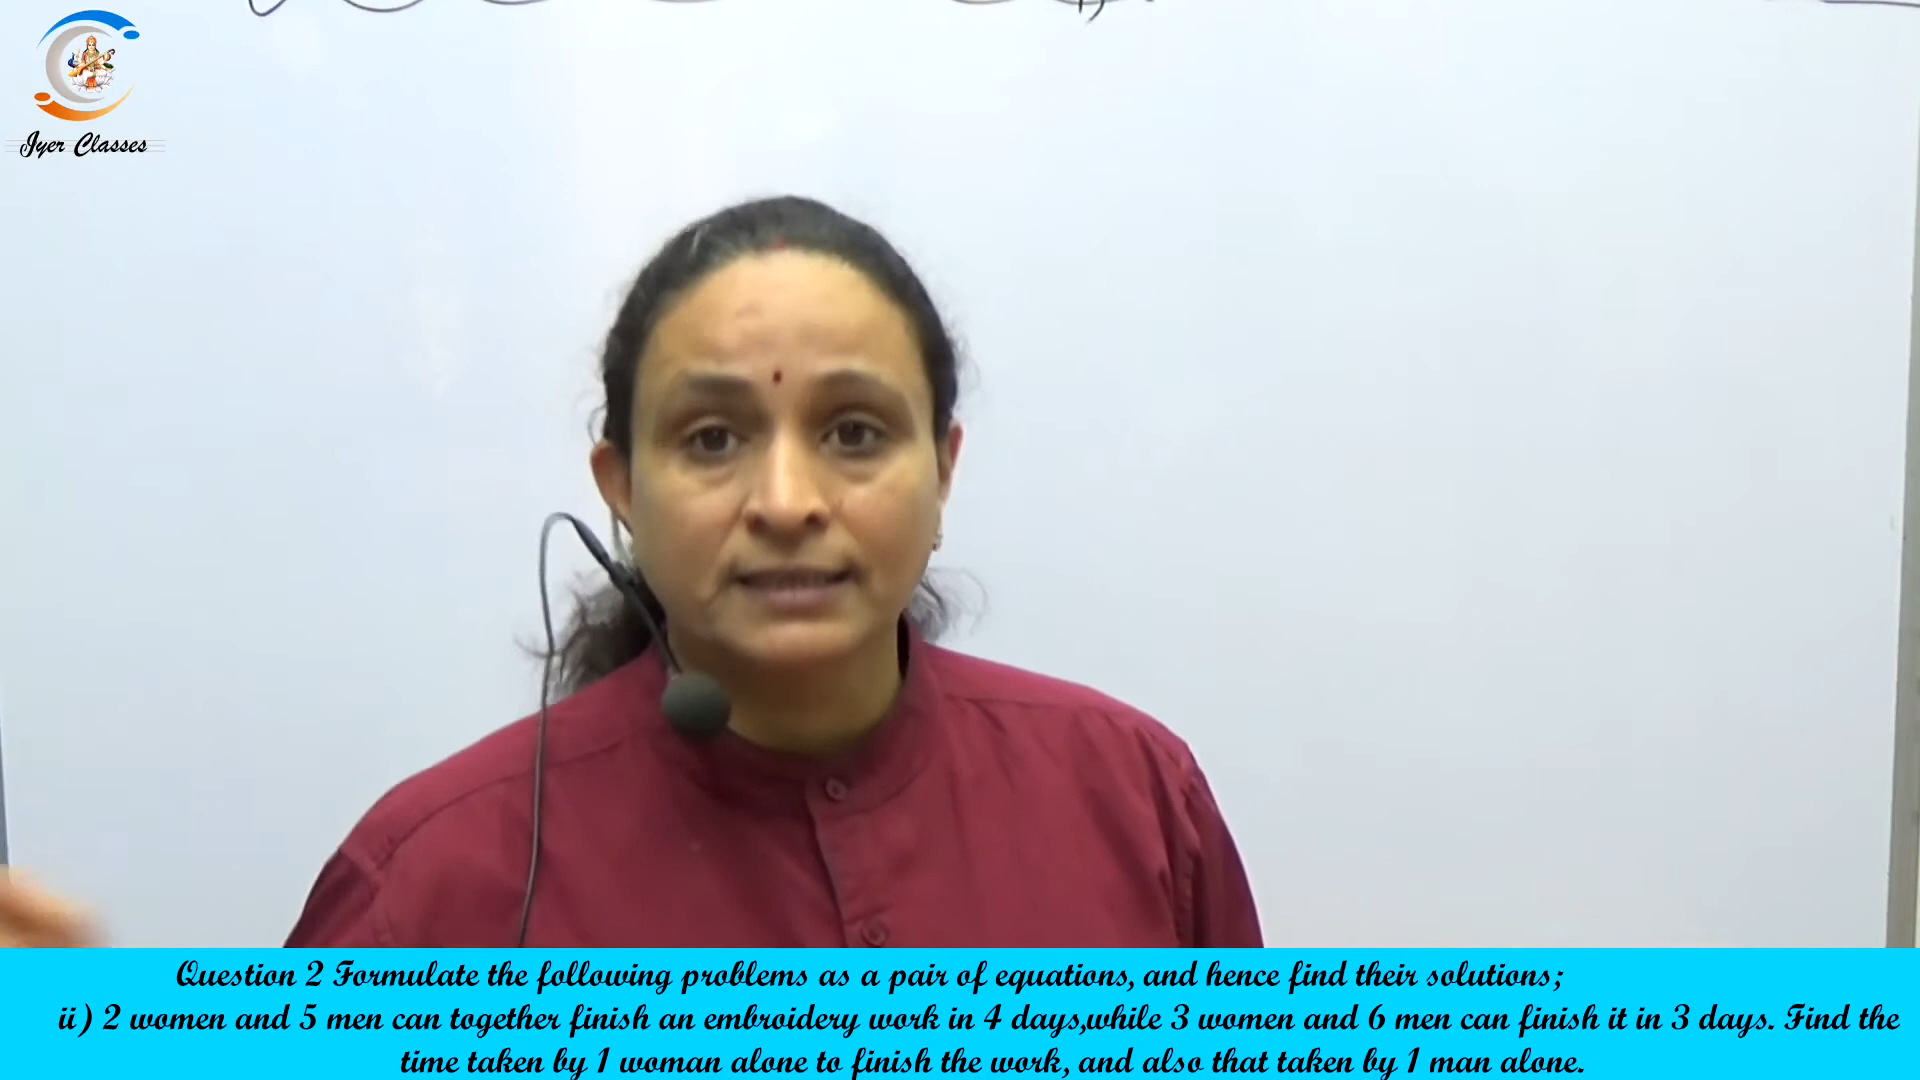 Iyer Classes
Question 2 Formulate the following problems as a pair of equations, and hence find their solutions;
ii) 2 women and 5 men can together finish an embroidery work in 4 days,while 3 women and 6 men can finish it in 3 days. Find the
time taken by 1 woman alone to finish the work, and also that taken by 1 man alone.